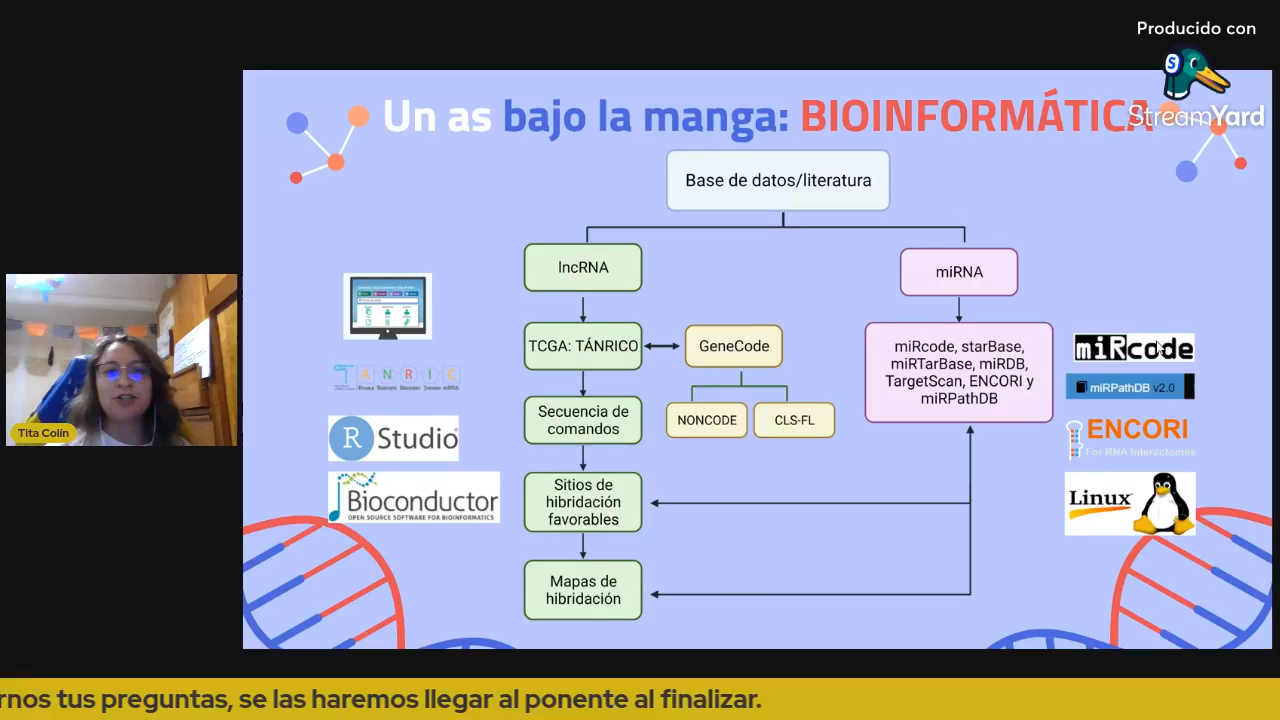 Producido con
StreamYard
Un as bajo la manga: BIOINFORMÁTICA
Base de datos/literatura
lncRNA
miRNA
TCGA: TÁNRICO
GeneCode
miRcode, starBase,
miRTarBase, miRDB,
TargetScan, ENCORI y
miRPathDB
NONCODE
CLS-FL
Secuencia de
comandos
Sitios de
hibridación
favorables
Mapas de
hibridación
TANRIC
R Studio
Bioconductor
OPEN SOURCE SOFTWARE FOR BIOINFORMATICS
miRcode
miRPathDB v2.0
ENCORI
For RNA Interactomes
Linux
Tita Colín
rnos tus preguntas, se las haremos llegar al ponente al finalizar.